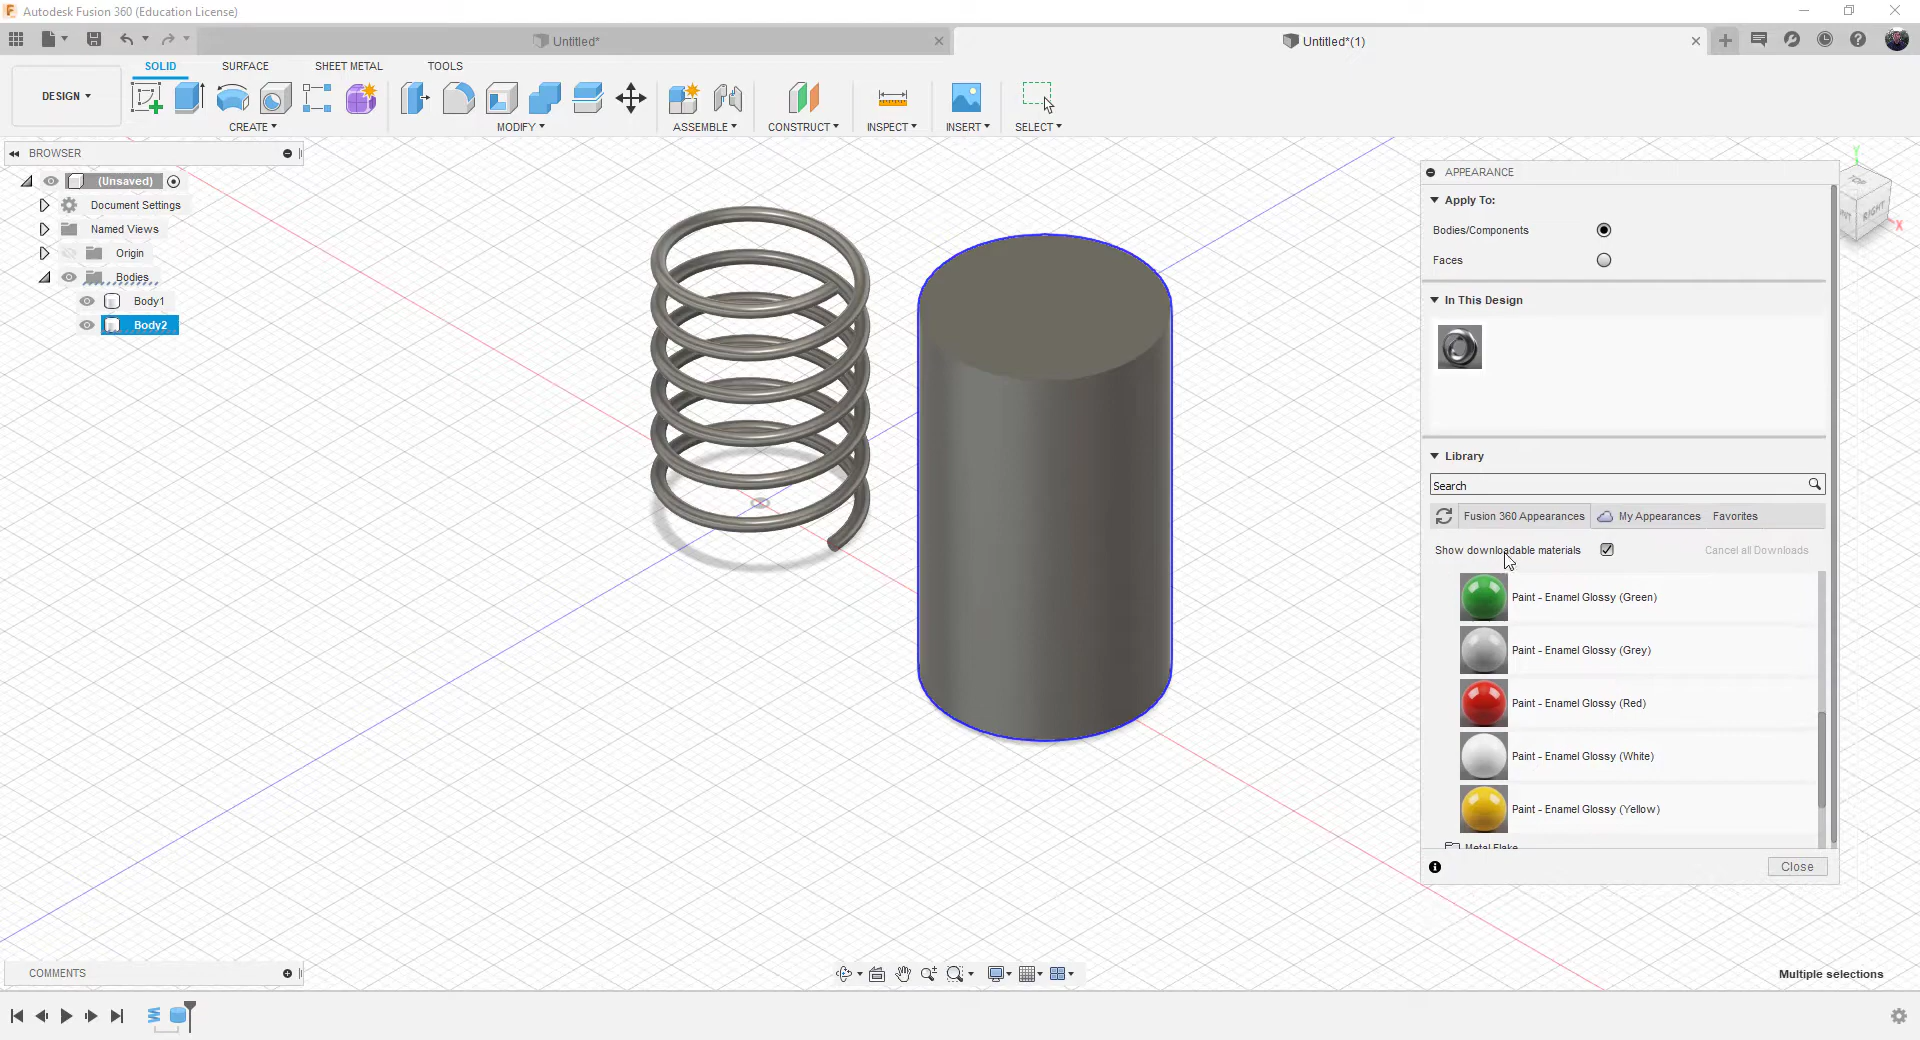 Autodesk Fusion 360 (Education License)
Untitled*
Untitled*(1)
DESIGN
SOLID
SURFACE
SHEET METAL
TOOLS
CREATE
MODIFY
ASSEMBLE
CONSTRUCT
INSPECT
INSERT
SELECT
BROWSER
(Unsaved)
Document Settings
Named Views
Origin
Bodies
Body1
Body2
APPEARANCE
Apply To:
Bodies/Components
Faces
In This Design
Library
Search
Fusion 360 Appearances
My Appearances
Favorites
Show downloadable materials
Cancel all Downloads
Paint - Enamel Glossy (Green)
Paint - Enamel Glossy (Grey)
Paint - Enamel Glossy (Red)
Paint - Enamel Glossy (White)
Paint - Enamel Glossy (Yellow)
Metal Flake
Close
Y
RIGHT
X
COMMENTS
Multiple selections